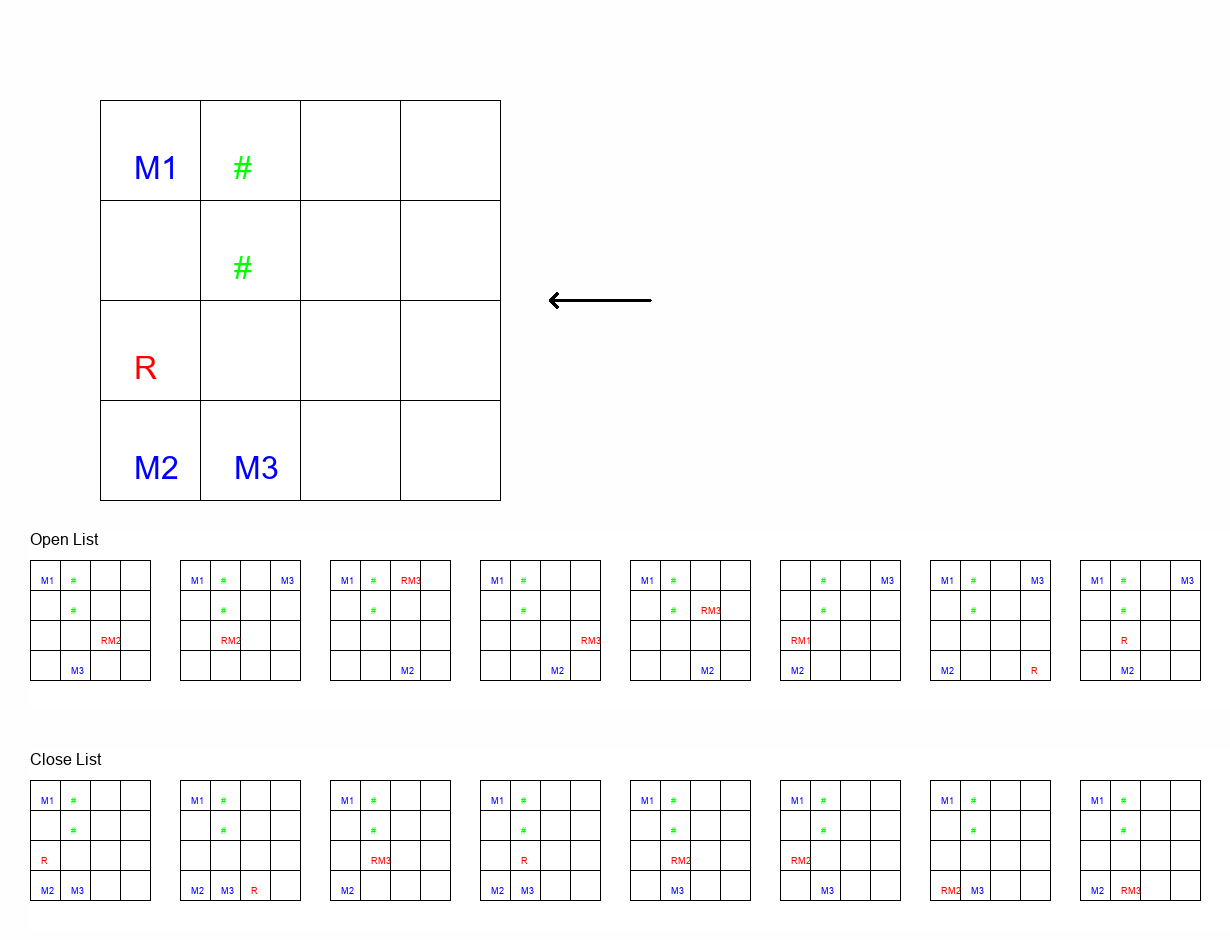 M1 #
#
R
M2 M3
Open List
M1 # M1 # M3 M1 # RM3 M1 # M1 # # M3 M1 # M3 M1 # M3
# # # # # RM3 # # #
RM2 RM2 RM3 RM1 R
M3 M2 M2 M2 M2 M2 R M2
Close List
M1 # M1 # M1 # M1 # M1 # M1 # M1 # M1 #
# # # # # # # #
R RM3 R RM2 RM2
M2 M3 M2 M3 R M2 M2 M3 M3 M3 RM2 M3 M2 RM3